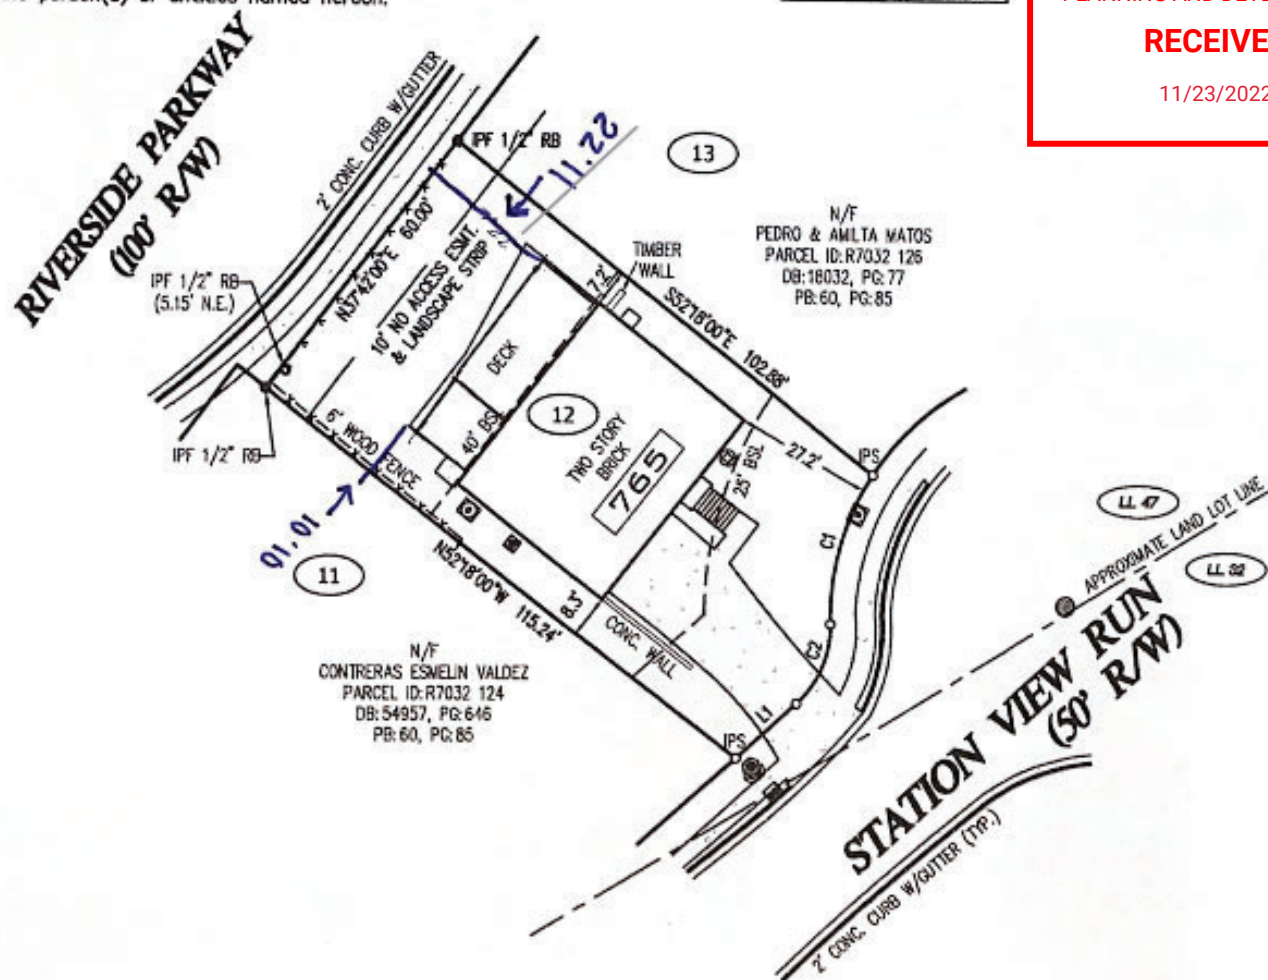 PLANNING AND DEVE
RECEIVE
11/23/2022
RIVERSIDE PARKWAY
(100' R/W)
2' CONC. CURB W/GUTTER
IPF 1/2" RB
11.22
13
N/F
PEDRO & AMILTA MATOS
PARCEL ID:R7032 126
DB:18032, PG:77
PB:60, PG:85
IPF 1/2" RB
(5.15' N.E.)
N37°42'00"E 60.00'
10' NO ACCESS ESMT.
& LANDSCAPE STRIP
TIMBER
WALL
7.2'
S52°18'00"E 102.88'
DECK
12
40' BSL
TWO STORY
BRICK
765
25' BSL
27.2'
IPS
IPF 1/2" RB
6' WOOD FENCE
10.10
11
N52°18'00"W 115.24'
8.3'
CONC. WALL
C1
C2
L1
IPS
N/F
CONTRERAS ESMELIN VALDEZ
PARCEL ID:R7032 124
DB:54957, PG:646
PB:60, PG:85
LL 47
APPROXIMATE LAND LOT LINE
LL 32
STATION VIEW RUN
(50' R/W)
2' CONC. CURB W/GUTTER (TYP.)